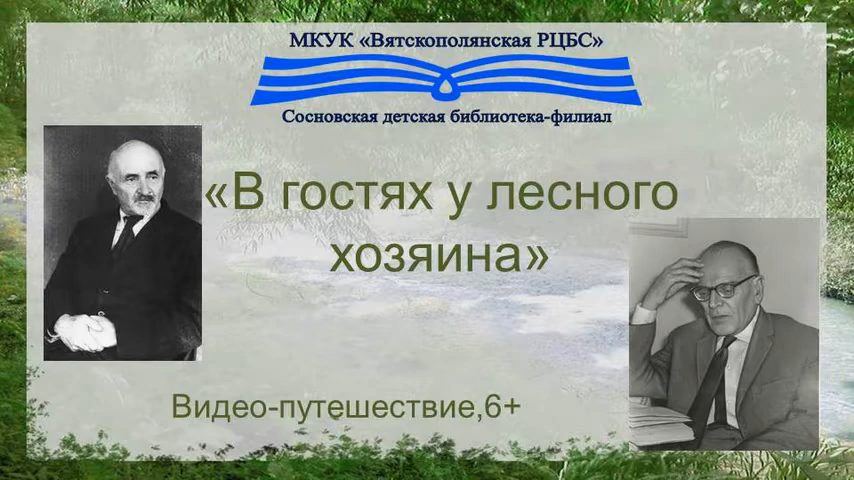 МКУК «Вятскополянская РЦБС»
Сосновская детская библиотека-филиал
«В гостях у лесного
хозяина»
Видео-путешествие,6+